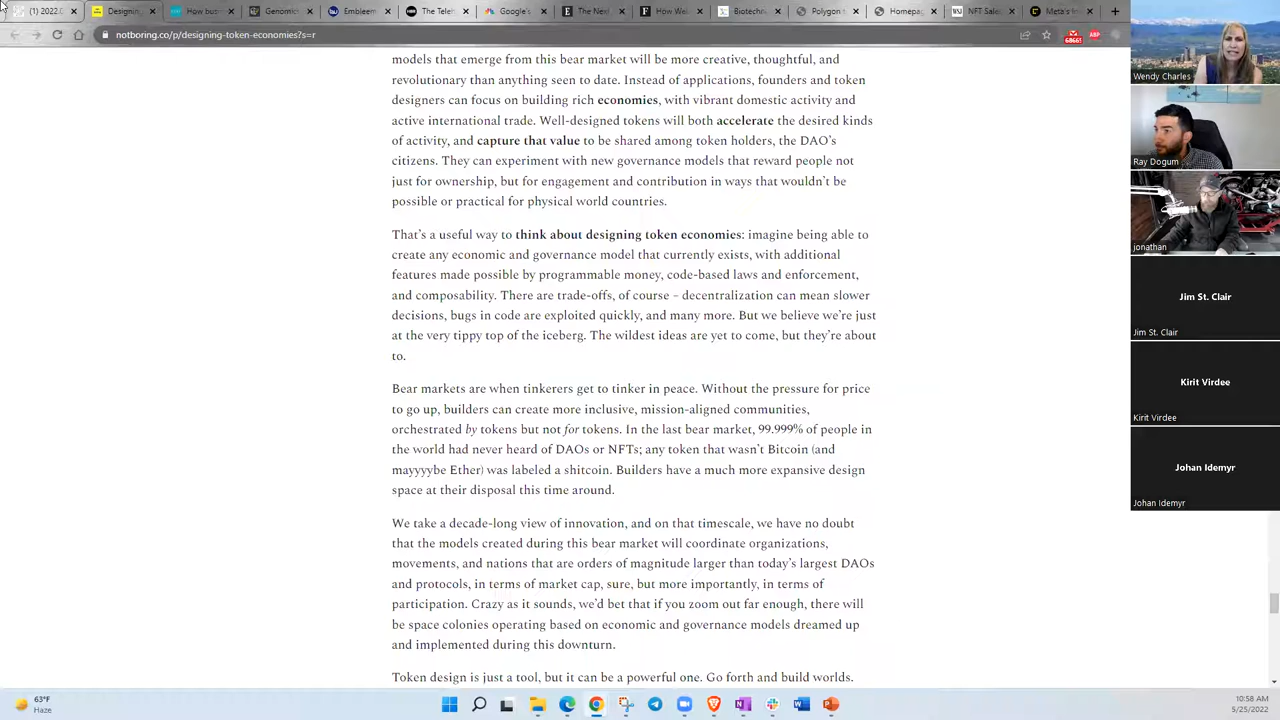 (1) 2022.0
Designing
How but
Genomic
Embleem
The Teleh
Google's
The Nex
How Wel
Biotechn
Polygon t
Homepag
NFT Sales
Meta's In
notboring.co/p/designing-token-economies?s=r
models that emerge from this bear market will be more creative, thoughtful, and
revolutionary than anything seen to date. Instead of applications, founders and token
designers can focus on building rich economies, with vibrant domestic activity and
active international trade. Well-designed tokens will both accelerate the desired kinds
of activity, and capture that value to be shared among token holders, the DAO's
citizens. They can experiment with new governance models that reward people not
just for ownership, but for engagement and contribution in ways that wouldn't be
possible or practical for physical world countries.
That's a useful way to think about designing token economies: imagine being able to
create any economic and governance model that currently exists, with additional
features made possible by programmable money, code-based laws and enforcement,
and composability. There are trade-offs, of course – decentralization can mean slower
decisions, bugs in code are exploited quickly, and many more. But we believe we're just
at the very tippy top of the iceberg. The wildest ideas are yet to come, but they're about
to.
Bear markets are when tinkerers get to tinker in peace. Without the pressure for price
to go up, builders can create more inclusive, mission-aligned communities,
orchestrated by tokens but not for tokens. In the last bear market, 99.999% of people in
the world had never heard of DAOs or NFTs; any token that wasn't Bitcoin (and
mayyyybe Ether) was labeled a shitcoin. Builders have a much more expansive design
space at their disposal this time around.
We take a decade-long view of innovation, and on that timescale, we have no doubt
that the models created during this bear market will coordinate organizations,
movements, and nations that are orders of magnitude larger than today's largest DAOs
and protocols, in terms of market cap, sure, but more importantly, in terms of
participation. Crazy as it sounds, we'd bet that if you zoom out far enough, there will
be space colonies operating based on economic and governance models dreamed up
and implemented during this downturn.
Token design is just a tool, but it can be a powerful one. Go forth and build worlds.
Wendy Charles
Ray Dogum
jonathan
Jim St. Clair
Jim St. Clair
Kirit Virdee
Kirit Virdee
Johan Idemyr
Johan Idemyr
63°F
Haze
10:58 AM
5/25/2022